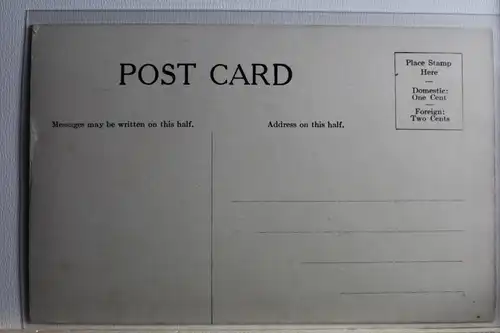 POST CARD
Place Stamp
Here
—
Domestic:
One Cent
—
Foreign:
Two Cents
Messages may be written on this half.
Address on this half.